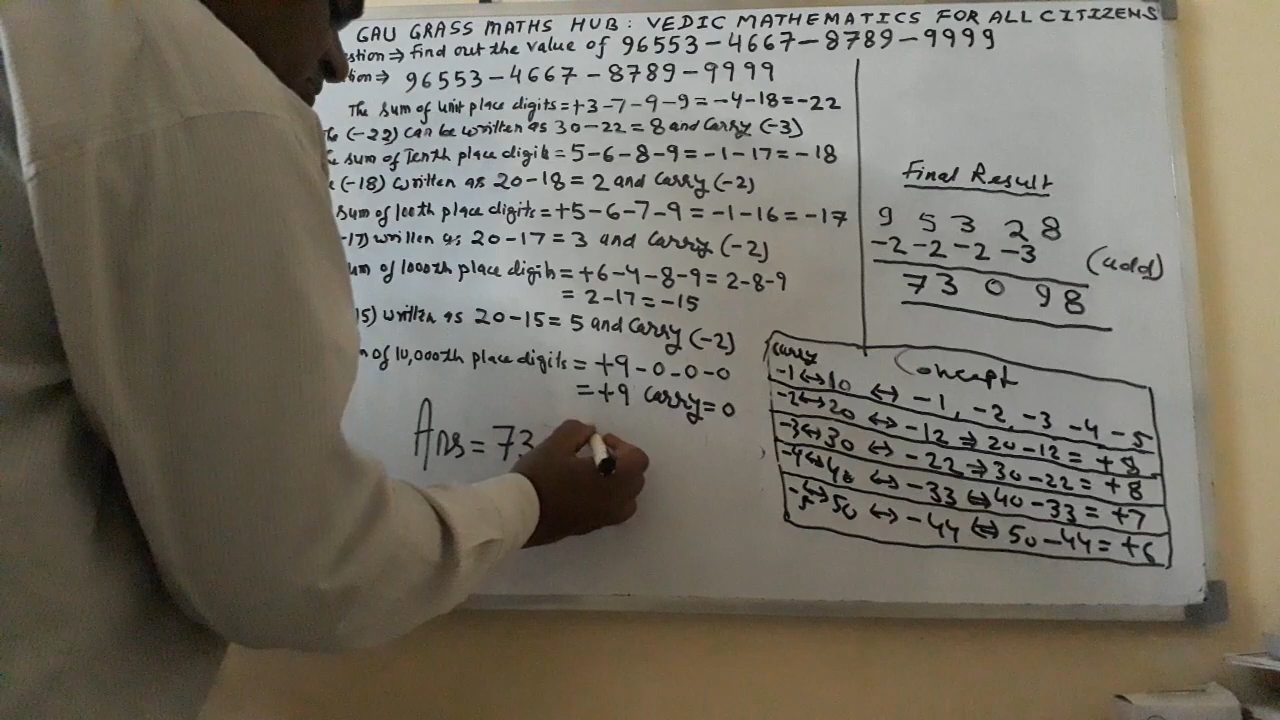 GAU GRASS MATHS HUB: VEDIC MATHEMATICS FOR ALL CITIZENS
stion ⇒ find out the value of 96553-4667-8789-9999
tion ⇒ 96553-4667-8789-9999
The sum of unit place digits = +3-7-9-9 = -4-18 = -22
(-22) can be written as 30-22 = 8 and Carry (-3)
sum of Tenth place digits = 5-6-8-9 = -1-17 = -18
(-18) written as 20-18 = 2 and Carry (-2)
sum of 100th place digits = +5-6-7-9 = -1-16 = -17
-17) written as 20-17 = 3 and Carry (-2)
um of 1000th place digits = +6-4-8-9 = 2-8-9
= 2-17 = -15
15) written as 20-15 = 5 and Carry (-2)
of 10,000th place digits = +9-0-0-0
= +9 Carry = 0
Ans = 73
Final Result
9 5 3 2 8
-2 -2 -2 -3 (add)
7 3 0 9 8
Carry Concept
-1 ↔ 10 ↔ -1, -2, -3 -4 -5
-2 ↔ 20 ↔ -12 ⇒ 20-12 = +8
-3 ↔ 30 ↔ -22 ⇒ 30-22 = +8
-4 ↔ 40 ↔ -33 ⇔ 40-33 = +7
-5 ↔ 50 ↔ -44 ⇔ 50-44 = +6